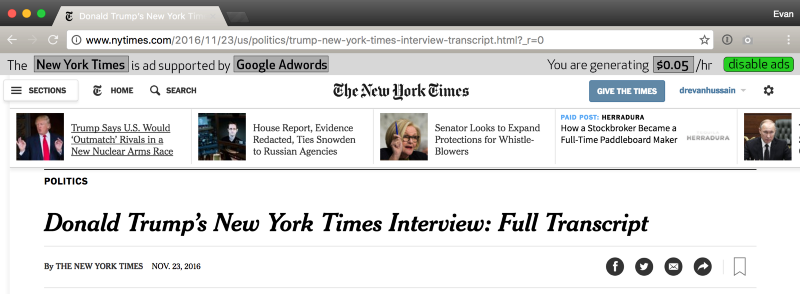 Donald Trump's New York Times
Evan
www.nytimes.com/2016/11/23/us/politics/trump-new-york-times-interview-transcript.html?_r=0
The New York Times is ad supported by Google Adwords
You are generating $0.05 /hr disable ads
SECTIONS HOME SEARCH
The New York Times
GIVE THE TIMES
drevanhussain
Trump Says U.S. Would
‘Outmatch’ Rivals in a
New Nuclear Arms Race
House Report, Evidence
Redacted, Ties Snowden
to Russian Agencies
Senator Looks to Expand
Protections for Whistle-
Blowers
PAID POST: HERRADURA
How a Stockbroker Became a
Full-Time Paddleboard Maker
HERRADURA
POLITICS
Donald Trump’s New York Times Interview: Full Transcript
By THE NEW YORK TIMES NOV. 23, 2016